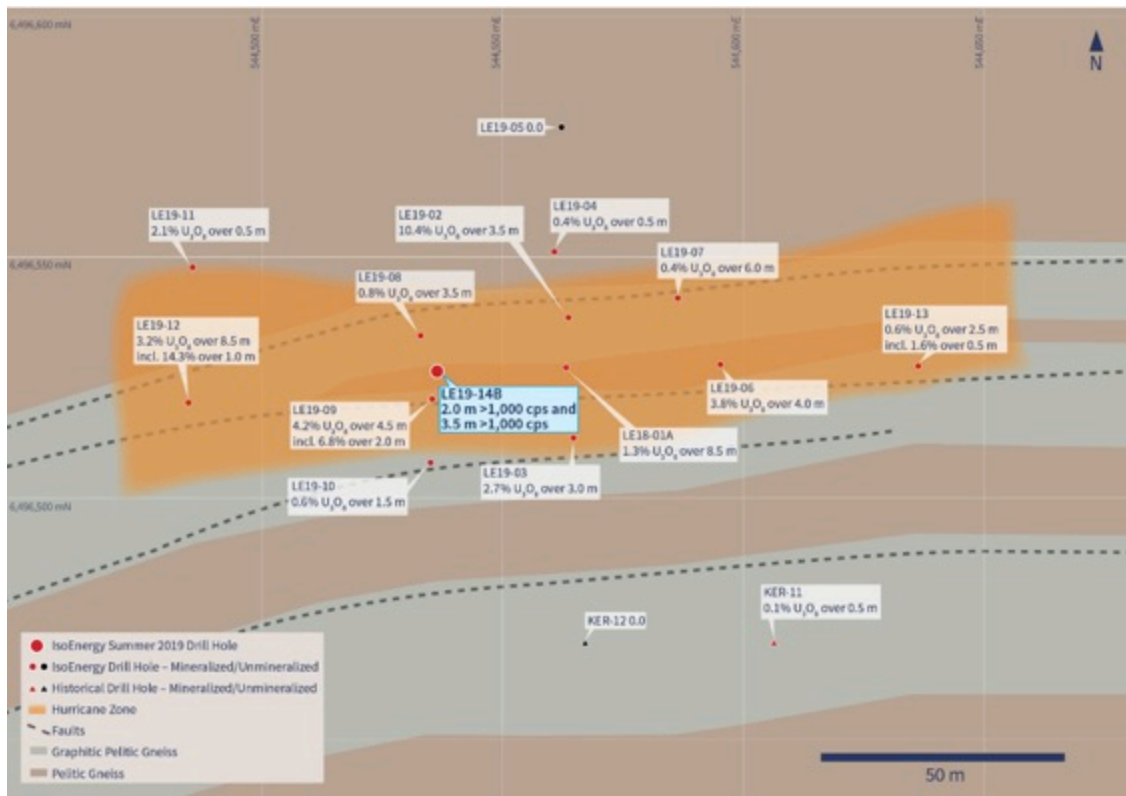 6,496,600 mN
544,500 mE
544,550 mE
544,600 mE
544,650 mE
N
LE19-05 0.0
LE19-11
2.1% U₃O₈ over 0.5 m
LE19-02
10.4% U₃O₈ over 3.5 m
LE19-04
0.4% U₃O₈ over 0.5 m
6,496,550 mN
LE19-07
0.4% U₃O₈ over 6.0 m
LE19-08
0.8% U₃O₈ over 3.5 m
LE19-12
3.2% U₃O₈ over 8.5 m
incl. 14.3% over 1.0 m
LE19-13
0.6% U₃O₈ over 2.5 m
incl. 1.6% over 0.5 m
LE19-14B
2.0 m >1,000 cps and
3.5 m >1,000 cps
LE19-06
3.8% U₃O₈ over 4.0 m
LE19-09
4.2% U₃O₈ over 4.5 m
incl. 6.8% over 2.0 m
LE18-01A
1.3% U₃O₈ over 8.5 m
LE19-03
2.7% U₃O₈ over 3.0 m
LE19-10
0.6% U₃O₈ over 1.5 m
6,496,500 mN
KER-11
0.1% U₃O₈ over 0.5 m
KER-12 0.0
IsoEnergy Summer 2019 Drill Hole
IsoEnergy Drill Hole – Mineralized/Unmineralized
Historical Drill Hole – Mineralized/Unmineralized
Hurricane Zone
Faults
Graphitic Pelitic Gneiss
Pelitic Gneiss
50 m